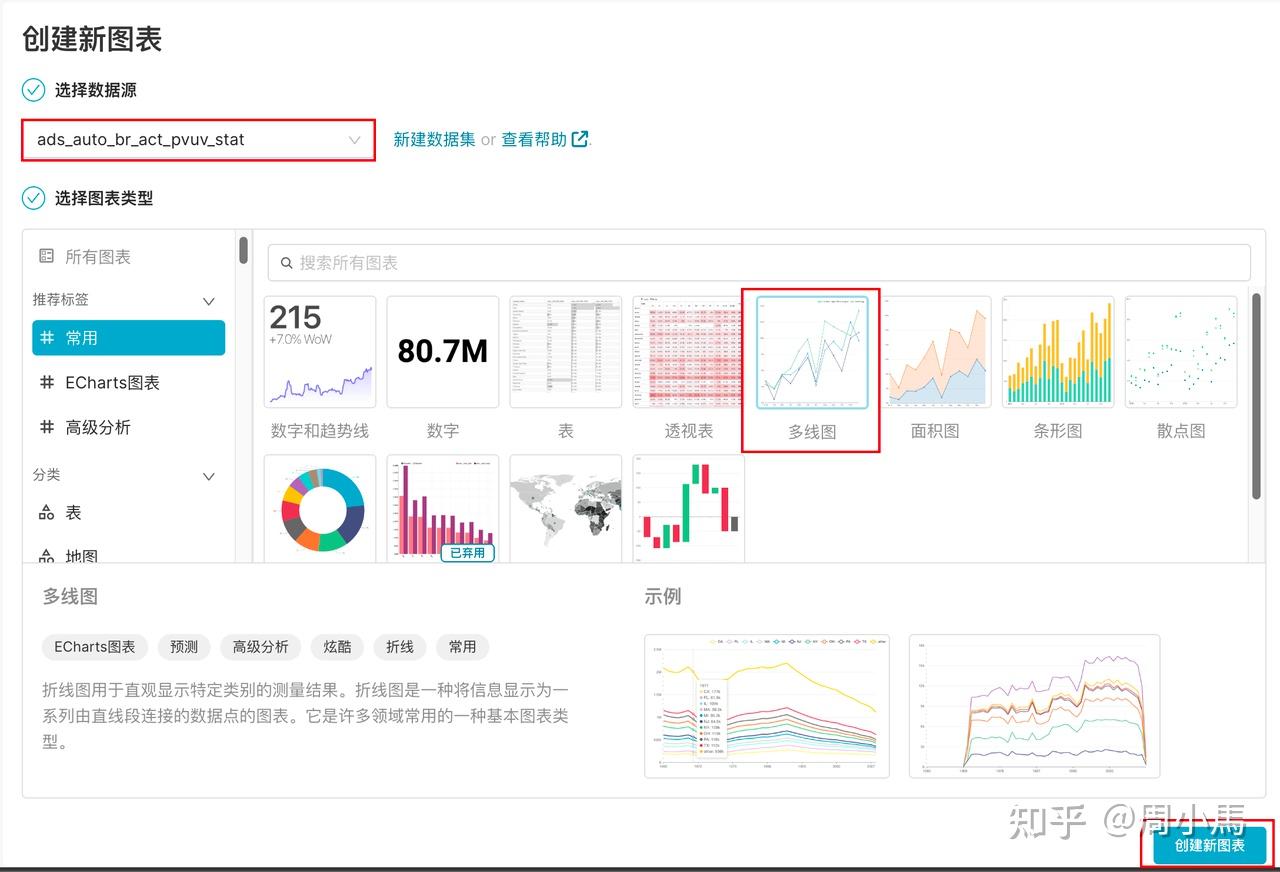 创建新图表
选择数据源
ads_auto_br_act_pvuv_stat
新建数据集 or 查看帮助.
选择图表类型
所有图表
推荐标签
# 常用
# ECharts图表
# 高级分析
分类
表
地图
搜索所有图表
215
+7.0% WoW
80.7M
数字和趋势线
数字
表
透视表
多线图
面积图
条形图
散点图
已弃用
多线图
ECharts图表
预测
高级分析
炫酷
折线
常用
折线图用于直观显示特定类别的测量结果。折线图是一种将信息显示为一
系列由直线段连接的数据点的图表。它是许多领域常用的一种基本图表类
型。
示例
知乎 @周小馬
创建新图表